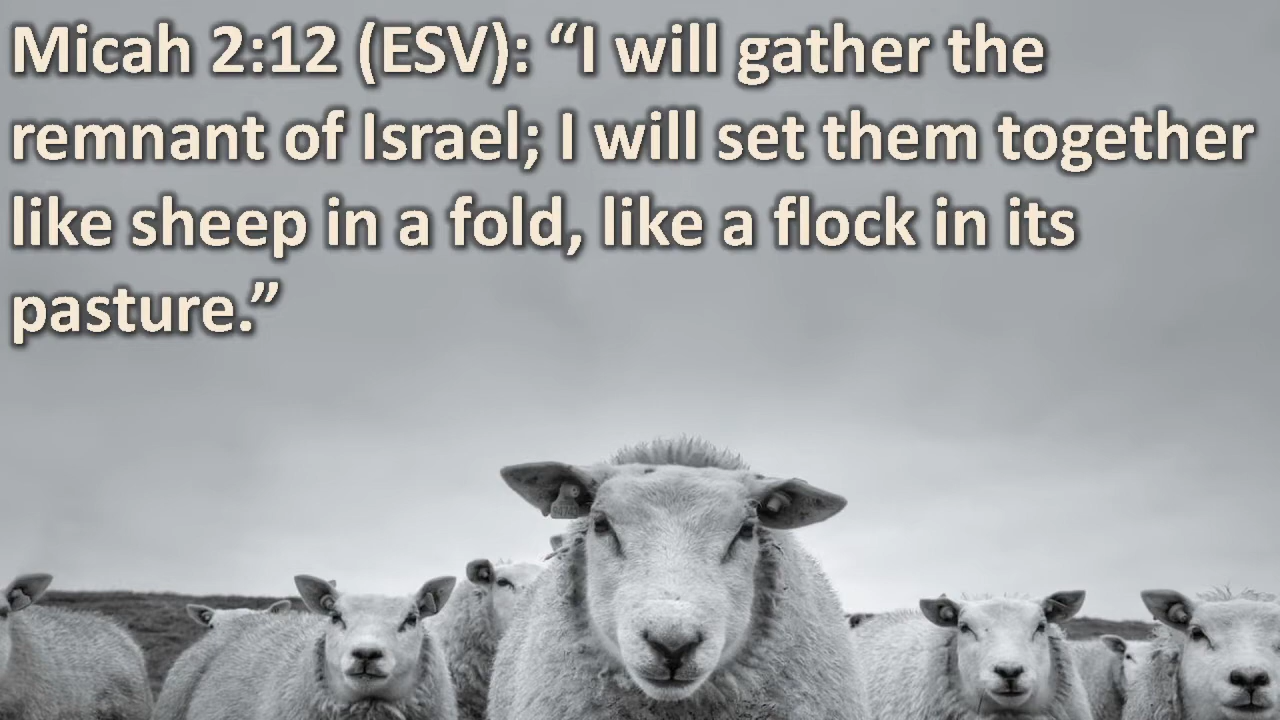 Micah 2:12 (ESV): “I will gather the
remnant of Israel; I will set them together
like sheep in a fold, like a flock in its
pasture.”